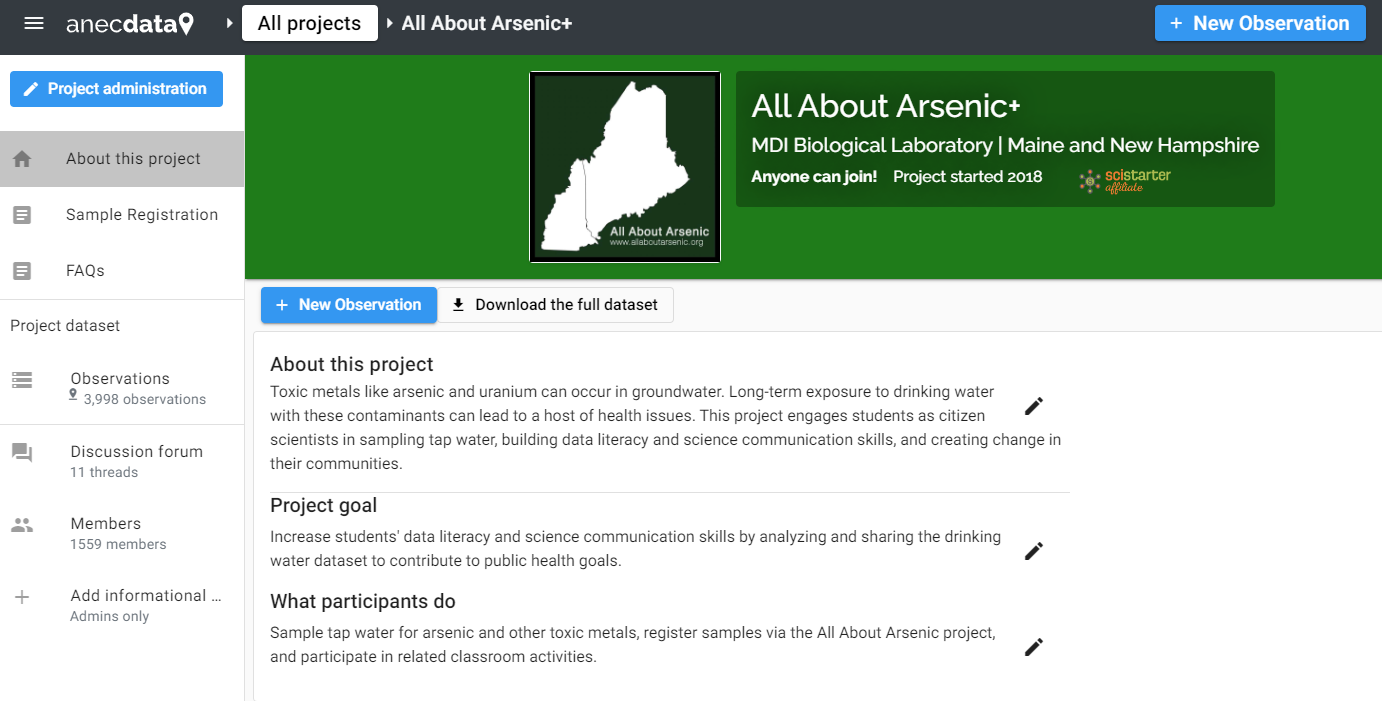 anecdata
All projects
All About Arsenic+
+ New Observation
Project administration
About this project
Sample Registration
FAQs
Project dataset
Observations
3,998 observations
Discussion forum
11 threads
Members
1559 members
Add informational ...
Admins only
All About Arsenic
www.allaboutarsenic.org
All About Arsenic+
MDI Biological Laboratory | Maine and New Hampshire
Anyone can join! Project started 2018
scistarter
affiliate
+ New Observation
Download the full dataset
About this project
Toxic metals like arsenic and uranium can occur in groundwater. Long-term exposure to drinking water
with these contaminants can lead to a host of health issues. This project engages students as citizen
scientists in sampling tap water, building data literacy and science communication skills, and creating change in
their communities.
Project goal
Increase students' data literacy and science communication skills by analyzing and sharing the drinking
water dataset to contribute to public health goals.
What participants do
Sample tap water for arsenic and other toxic metals, register samples via the All About Arsenic project,
and participate in related classroom activities.